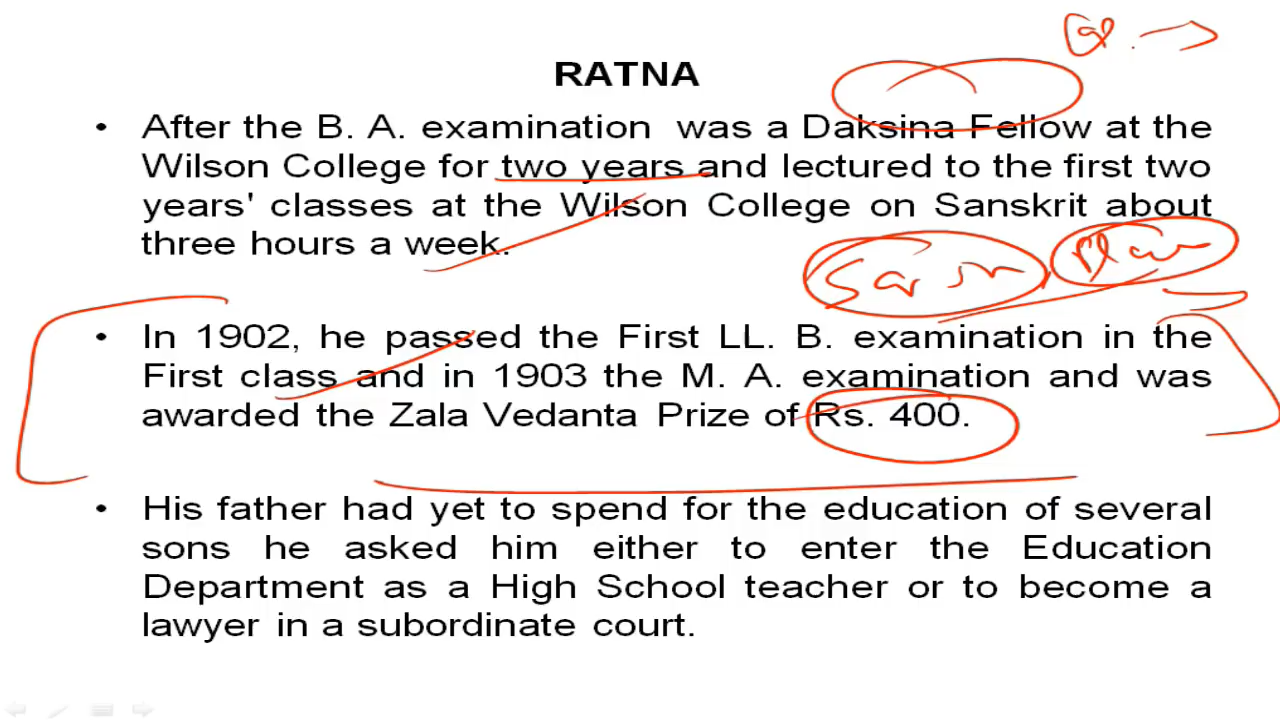 RATNA
• After the B. A. examination was a Daksina Fellow at the
Wilson College for two years and lectured to the first two
years' classes at the Wilson College on Sanskrit about
three hours a week.
• In 1902, he passed the First LL. B. examination in the
First class and in 1903 the M. A. examination and was
awarded the Zala Vedanta Prize of Rs. 400.
• His father had yet to spend for the education of several
sons he asked him either to enter the Education
Department as a High School teacher or to become a
lawyer in a subordinate court.